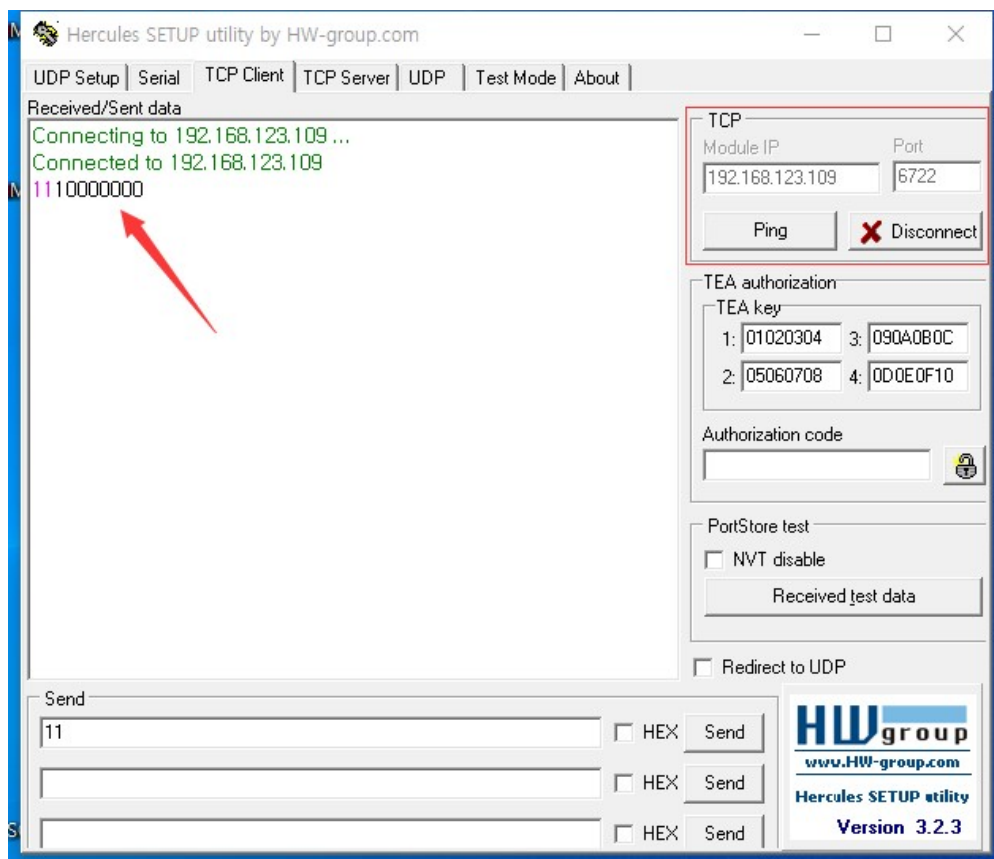 Hercules SETUP utility by HW-group.com
UDP Setup Serial TCP Client TCP Server UDP Test Mode About
Received/Sent data
Connecting to 192.168.123.109 ...
Connected to 192.168.123.109
1110000000
TCP
Module IP Port
192.168.123.109 6722
Ping Disconnect
TEA authorization
TEA key
1: 01020304 3: 090A0B0C
2: 05060708 4: 0D0E0F10
Authorization code
PortStore test
NVT disable
Received test data
Redirect to UDP
Send
11 HEX Send
HEX Send
HEX Send
HW group
www.HW-group.com
Hercules SETUP utility
Version 3.2.3